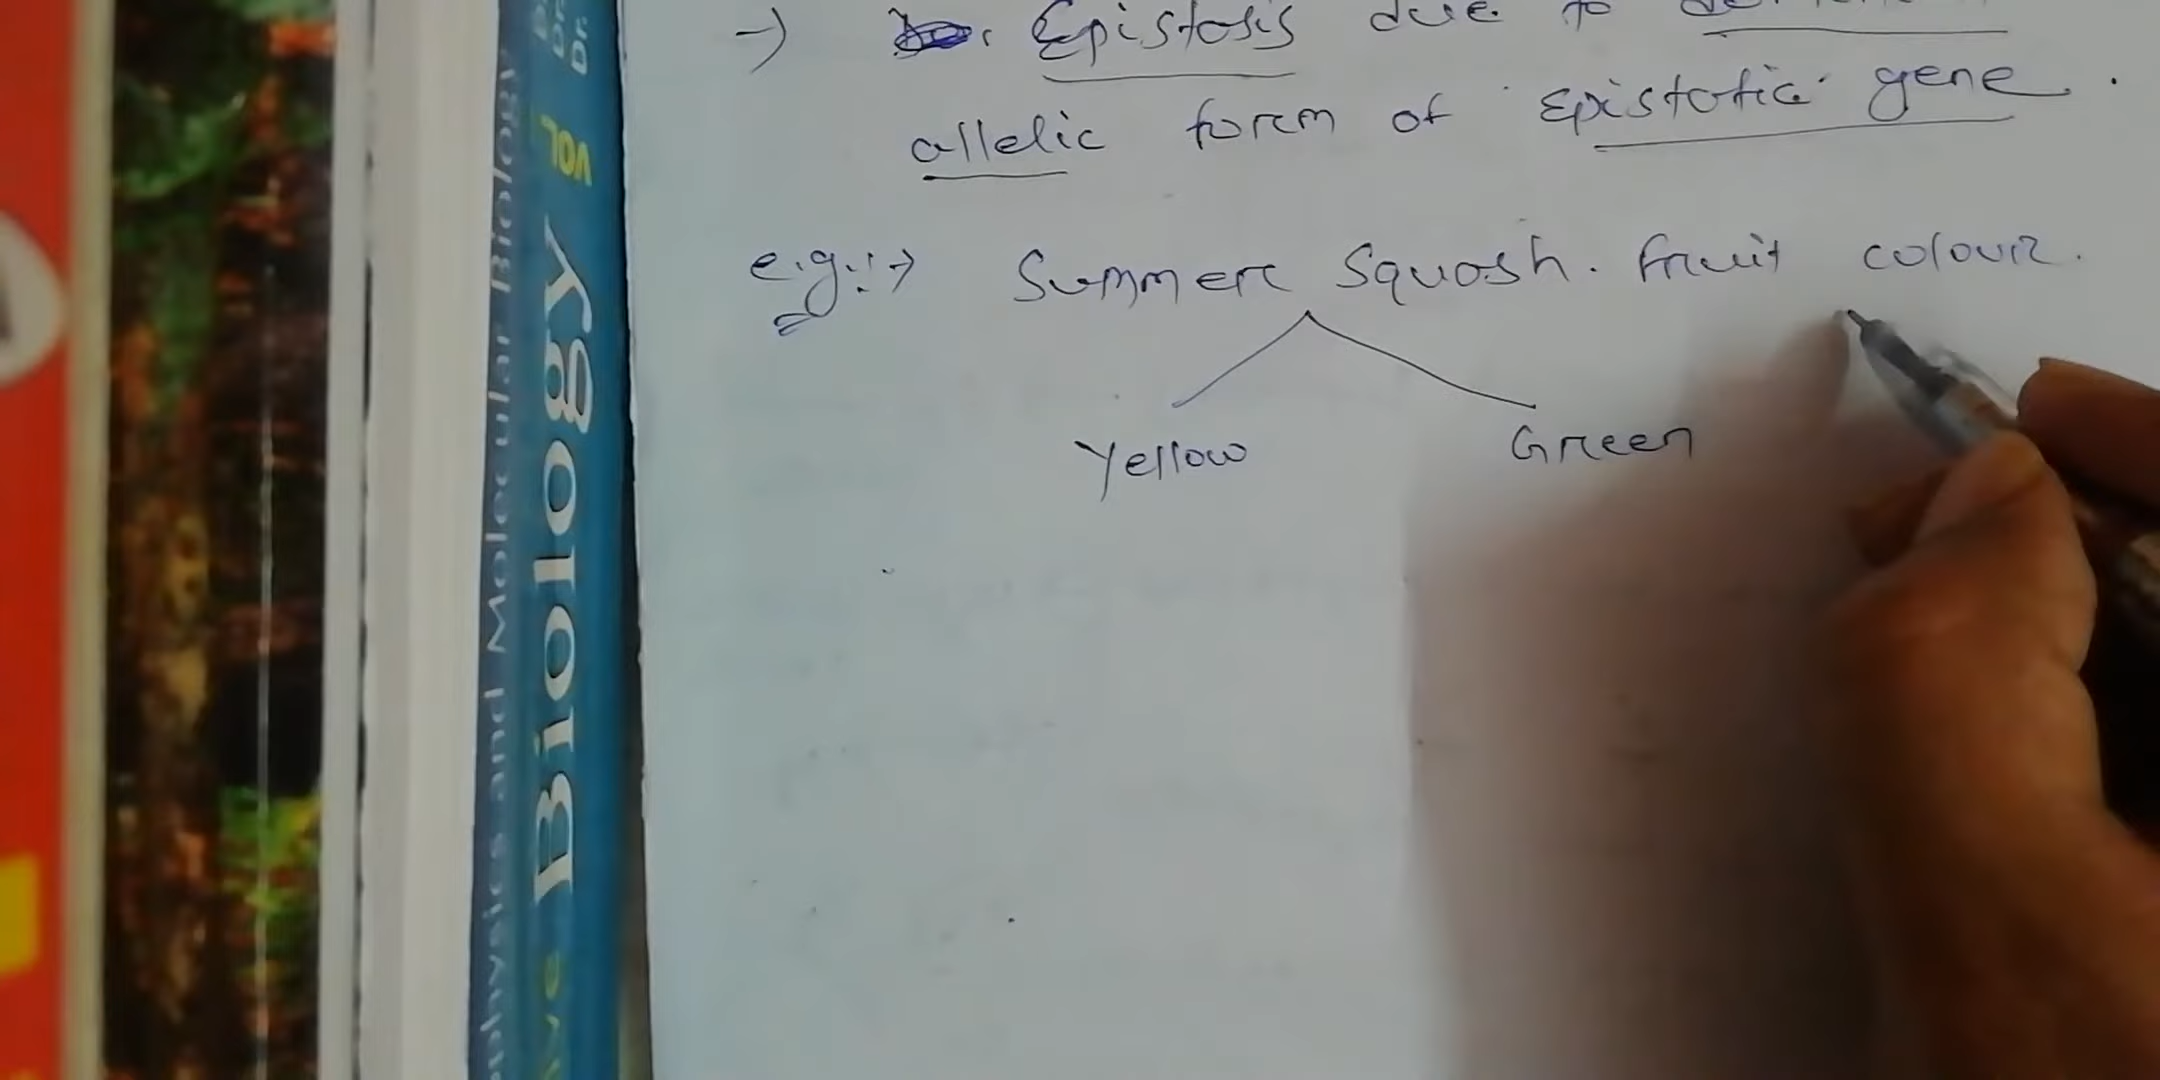 → Epistasis due to
allelic form of epistatic gene.
e.g.:→ Summer Squash. fruit colour.
Yellow Green
VOL
Dr.
Biology
and Molecular Biology